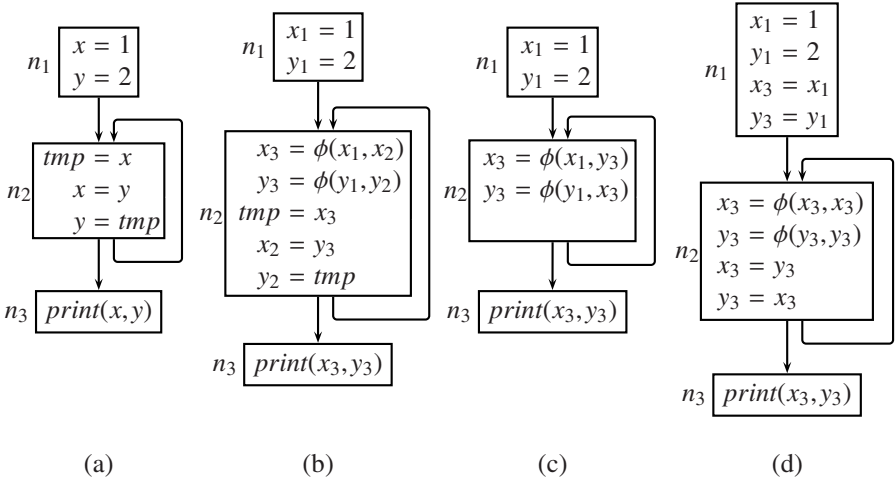 n₁
x = 1
y = 2
n₂
tmp = x
x = y
y = tmp
n₃
print(x,y)
(a)
n₁
x₁ = 1
y₁ = 2
n₂
x₃ = ϕ(x₁,x₂)
y₃ = ϕ(y₁,y₂)
tmp = x₃
x₂ = y₃
y₂ = tmp
n₃
print(x₃,y₃)
(b)
n₁
x₁ = 1
y₁ = 2
n₂
x₃ = ϕ(x₁,y₃)
y₃ = ϕ(y₁,x₃)
n₃
print(x₃,y₃)
(c)
n₁
x₁ = 1
y₁ = 2
x₃ = x₁
y₃ = y₁
n₂
x₃ = ϕ(x₃,x₃)
y₃ = ϕ(y₃,y₃)
x₃ = y₃
y₃ = x₃
n₃
print(x₃,y₃)
(d)